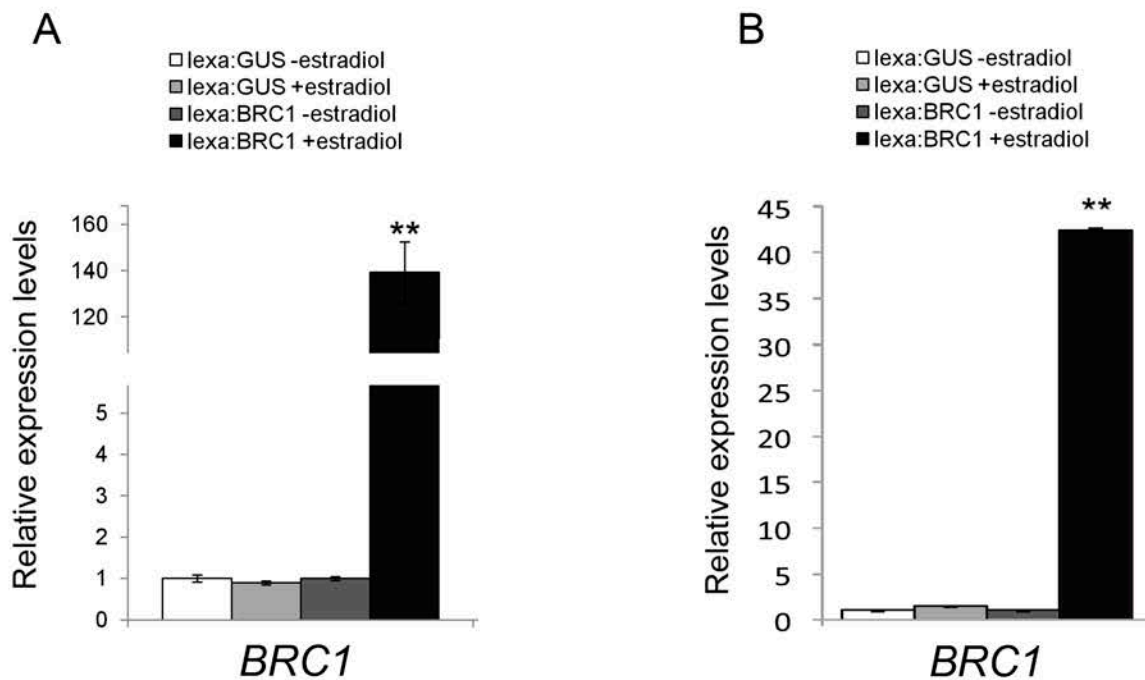 A
lexa:GUS -estradiol
lexa:GUS +estradiol
lexa:BRC1 -estradiol
lexa:BRC1 +estradiol
Relative expression levels
160
140
120
5
4
3
2
1
0
**
BRC1
B
lexa:GUS -estradiol
lexa:GUS +estradiol
lexa:BRC1 -estradiol
lexa:BRC1 +estradiol
Relative expression levels
45
40
35
30
25
20
15
10
5
0
**
BRC1